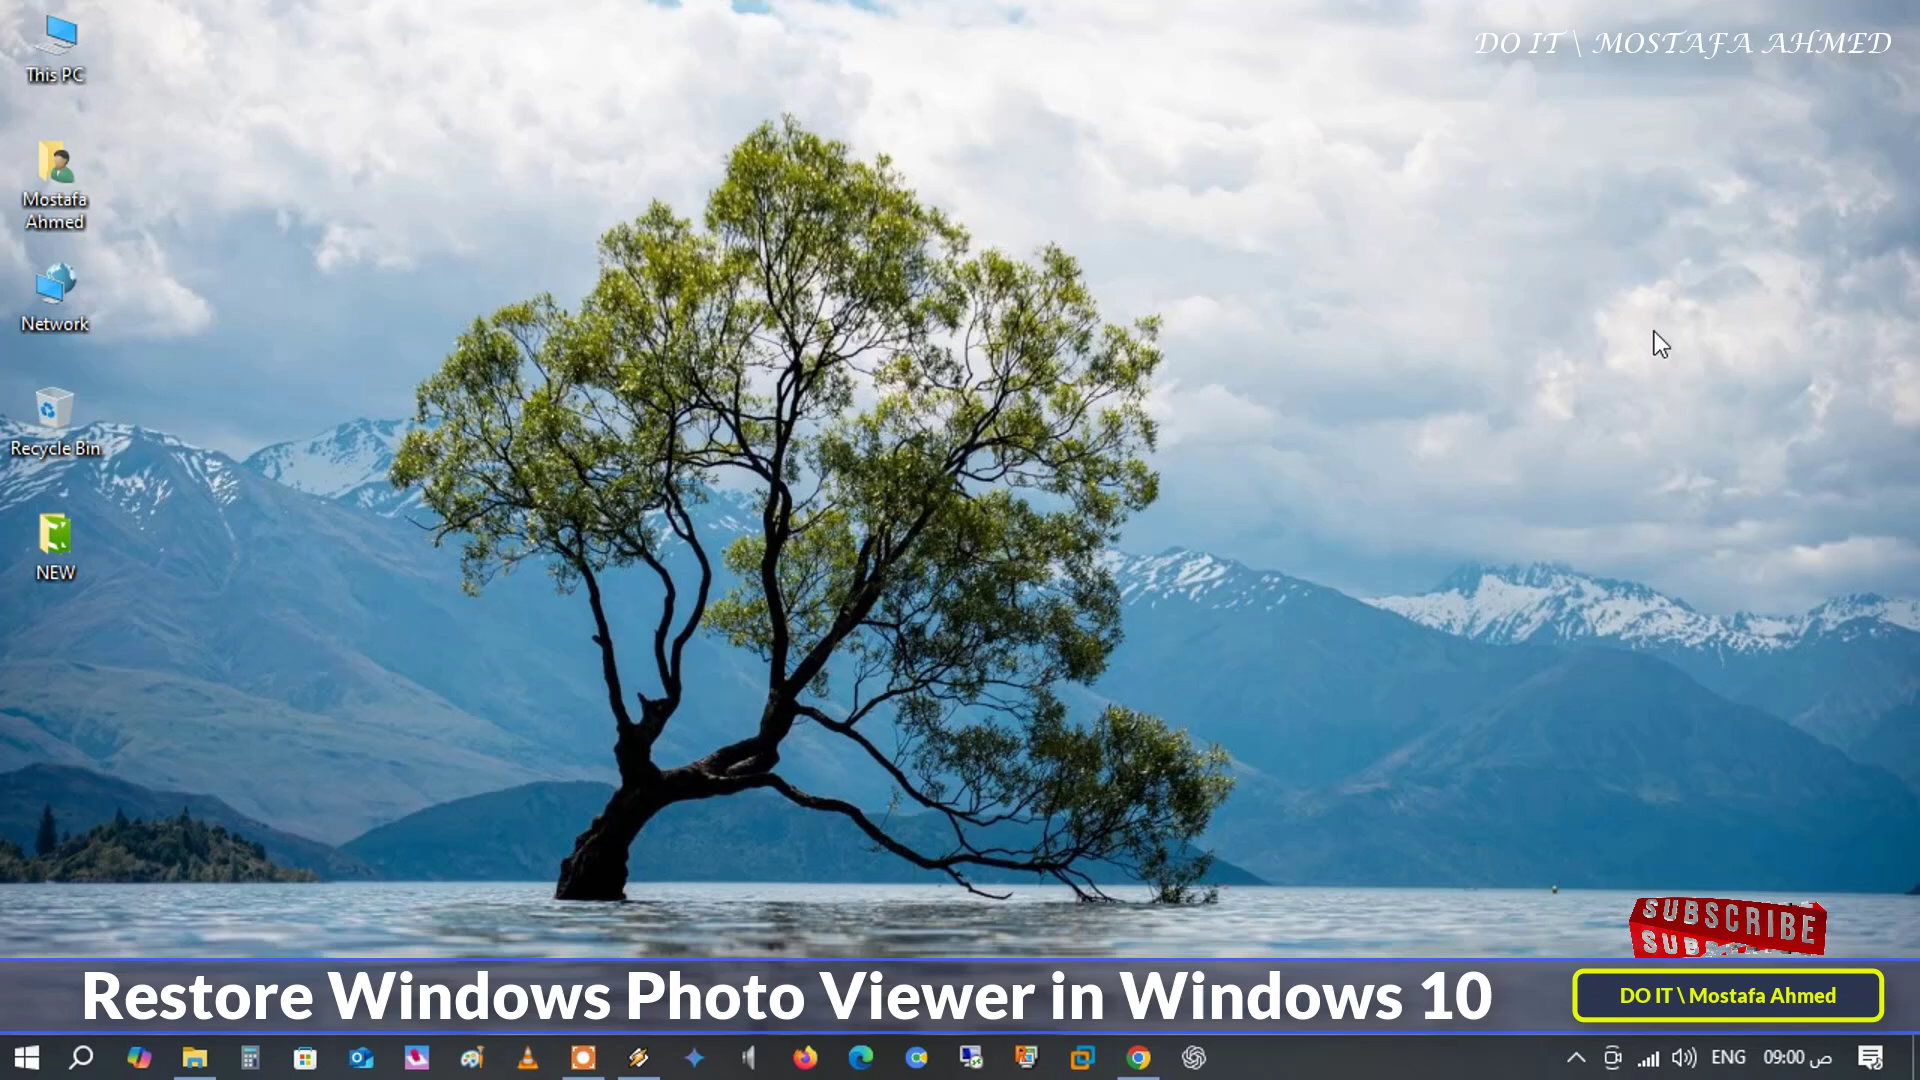 DO IT \ MOSTAFA AHMED
This PC
Mostafa
Ahmed
Network
Recycle Bin
NEW
SUBSCRIBE
Restore Windows Photo Viewer in Windows 10
DO IT \ Mostafa Ahmed
ENG
09:00 ص